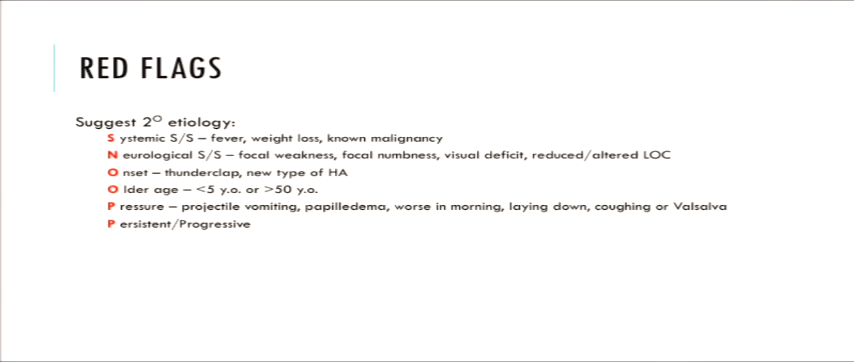 RED FLAGS
Suggest 2° etiology:
S ystemic S/S – fever, weight loss, known malignancy
N eurological S/S – focal weakness, focal numbness, visual deficit, reduced/altered LOC
O nset – thunderclap, new type of HA
O lder age – <5 y.o. or >50 y.o.
P ressure – projectile vomiting, papilledema, worse in morning, laying down, coughing or Valsalva
P ersistent/Progressive